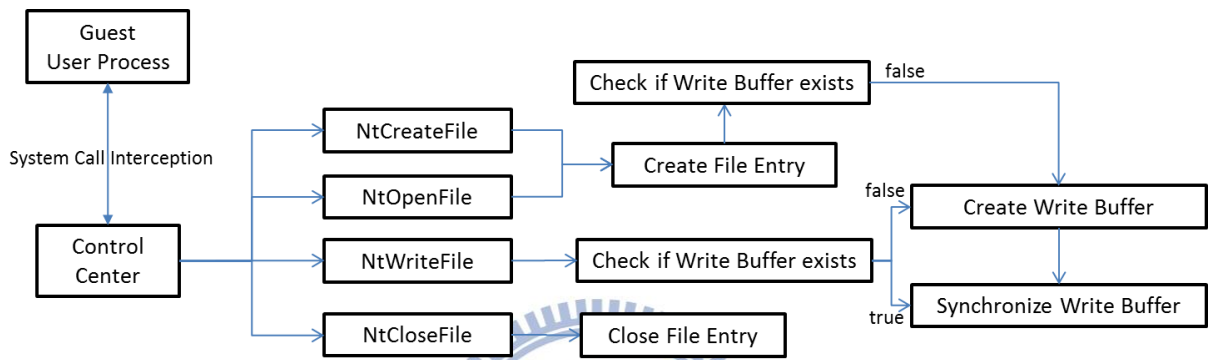 Guest
User Process
System Call Interception
Control
Center
NtCreateFile
NtOpenFile
NtWriteFile
NtCloseFile
Check if Write Buffer exists
false
Create File Entry
Check if Write Buffer exists
Close File Entry
false
true
Create Write Buffer
Synchronize Write Buffer